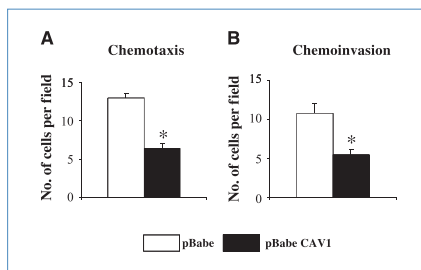 A
Chemotaxis
No. of cells per field
15
10
5
0
*
B
Chemoinvasion
No. of cells per field
15
10
5
0
*
pBabe
pBabe CAV1